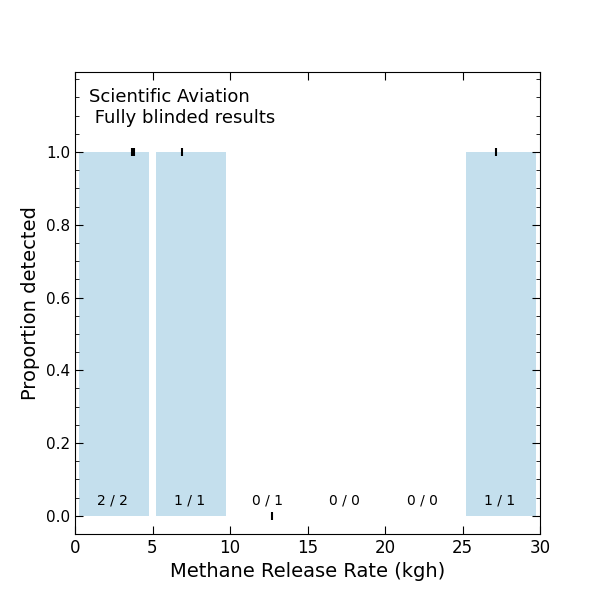 Scientific Aviation
Fully blinded results
1.0
0.8
0.6
0.4
0.2
0.0
Proportion detected
2 / 2
1 / 1
0 / 1
0 / 0
0 / 0
1 / 1
0
5
10
15
20
25
30
Methane Release Rate (kgh)